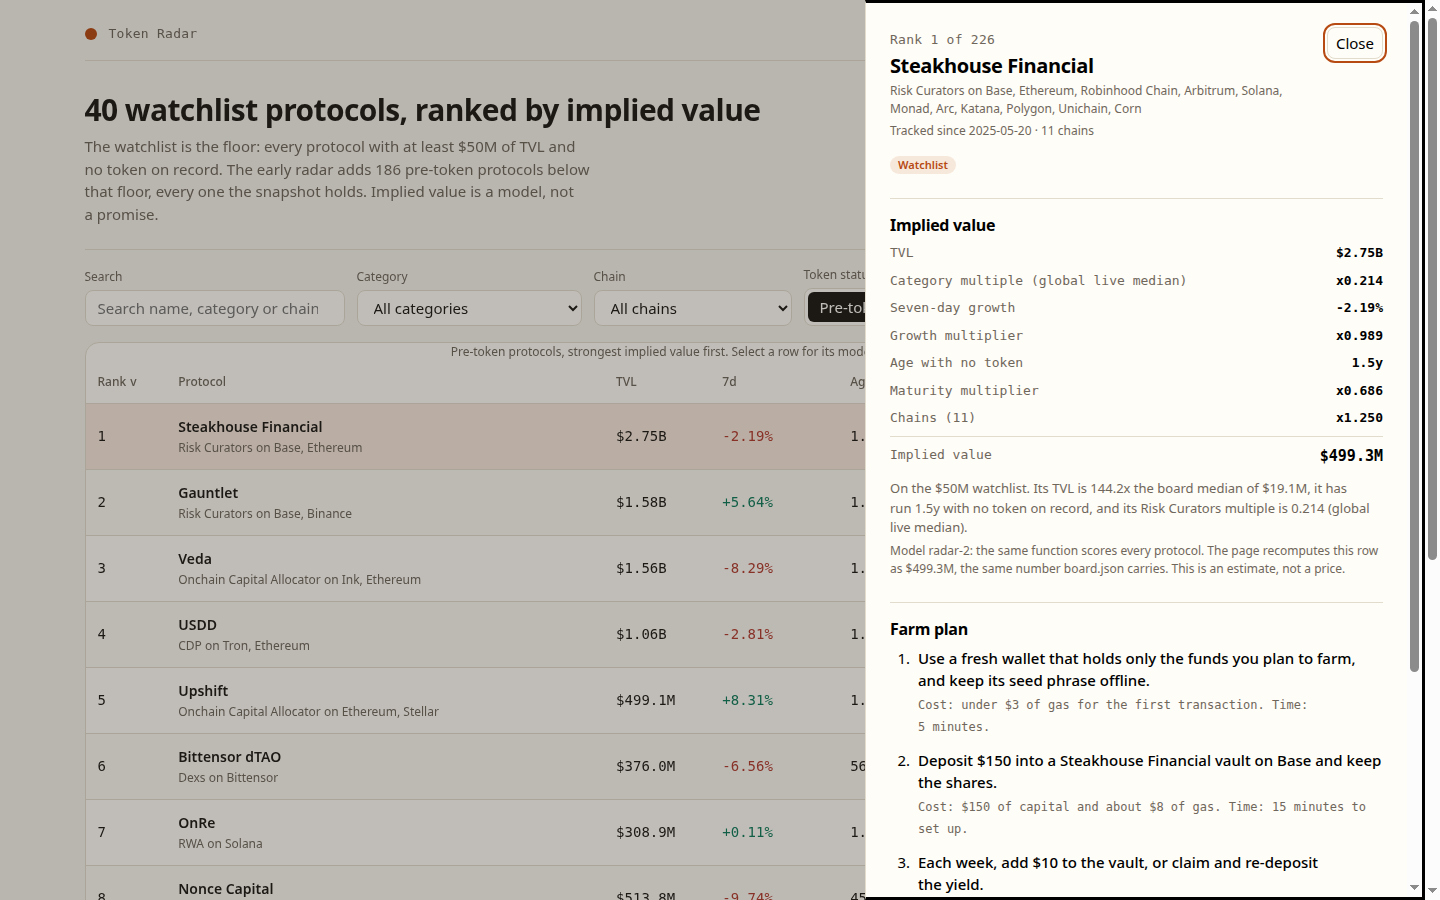 Token Radar
40 watchlist protocols, ranked by implied value
The watchlist is the floor: every protocol with at least $50M of TVL and
no token on record. The early radar adds 186 pre-token protocols below
that floor, every one the snapshot holds. Implied value is a model, not
a promise.
Search
Category
Chain
Token statu
Search name, category or chain
All categories
All chains
Pre-to
Pre-token protocols, strongest implied value first. Select a row for its mod
Rank v
Protocol
TVL
7d
Ag
1
Steakhouse Financial
Risk Curators on Base, Ethereum
$2.75B
-2.19%
1.
2
Gauntlet
Risk Curators on Base, Binance
$1.58B
+5.64%
1.
3
Veda
Onchain Capital Allocator on Ink, Ethereum
$1.56B
-8.29%
1.
4
USDD
CDP on Tron, Ethereum
$1.06B
-2.81%
1.
5
Upshift
Onchain Capital Allocator on Ethereum, Stellar
$499.1M
+8.31%
1.
6
Bittensor dTAO
Dexs on Bittensor
$376.0M
-6.56%
56
7
OnRe
RWA on Solana
$308.9M
+0.11%
1.
8
Nonce Capital
$513.8M
-9.74%
45
Rank 1 of 226
Close
Steakhouse Financial
Risk Curators on Base, Ethereum, Robinhood Chain, Arbitrum, Solana,
Monad, Arc, Katana, Polygon, Unichain, Corn
Tracked since 2025-05-20 · 11 chains
Watchlist
Implied value
TVL $2.75B
Category multiple (global live median) x0.214
Seven-day growth -2.19%
Growth multiplier x0.989
Age with no token 1.5y
Maturity multiplier x0.686
Chains (11) x1.250
Implied value $499.3M
On the $50M watchlist. Its TVL is 144.2x the board median of $19.1M, it has
run 1.5y with no token on record, and its Risk Curators multiple is 0.214 (global
live median).
Model radar-2: the same function scores every protocol. The page recomputes this row
as $499.3M, the same number board.json carries. This is an estimate, not a price.
Farm plan
1. Use a fresh wallet that holds only the funds you plan to farm,
and keep its seed phrase offline.
Cost: under $3 of gas for the first transaction. Time:
5 minutes.
2. Deposit $150 into a Steakhouse Financial vault on Base and keep
the shares.
Cost: $150 of capital and about $8 of gas. Time: 15 minutes to
set up.
3. Each week, add $10 to the vault, or claim and re-deposit
the yield.